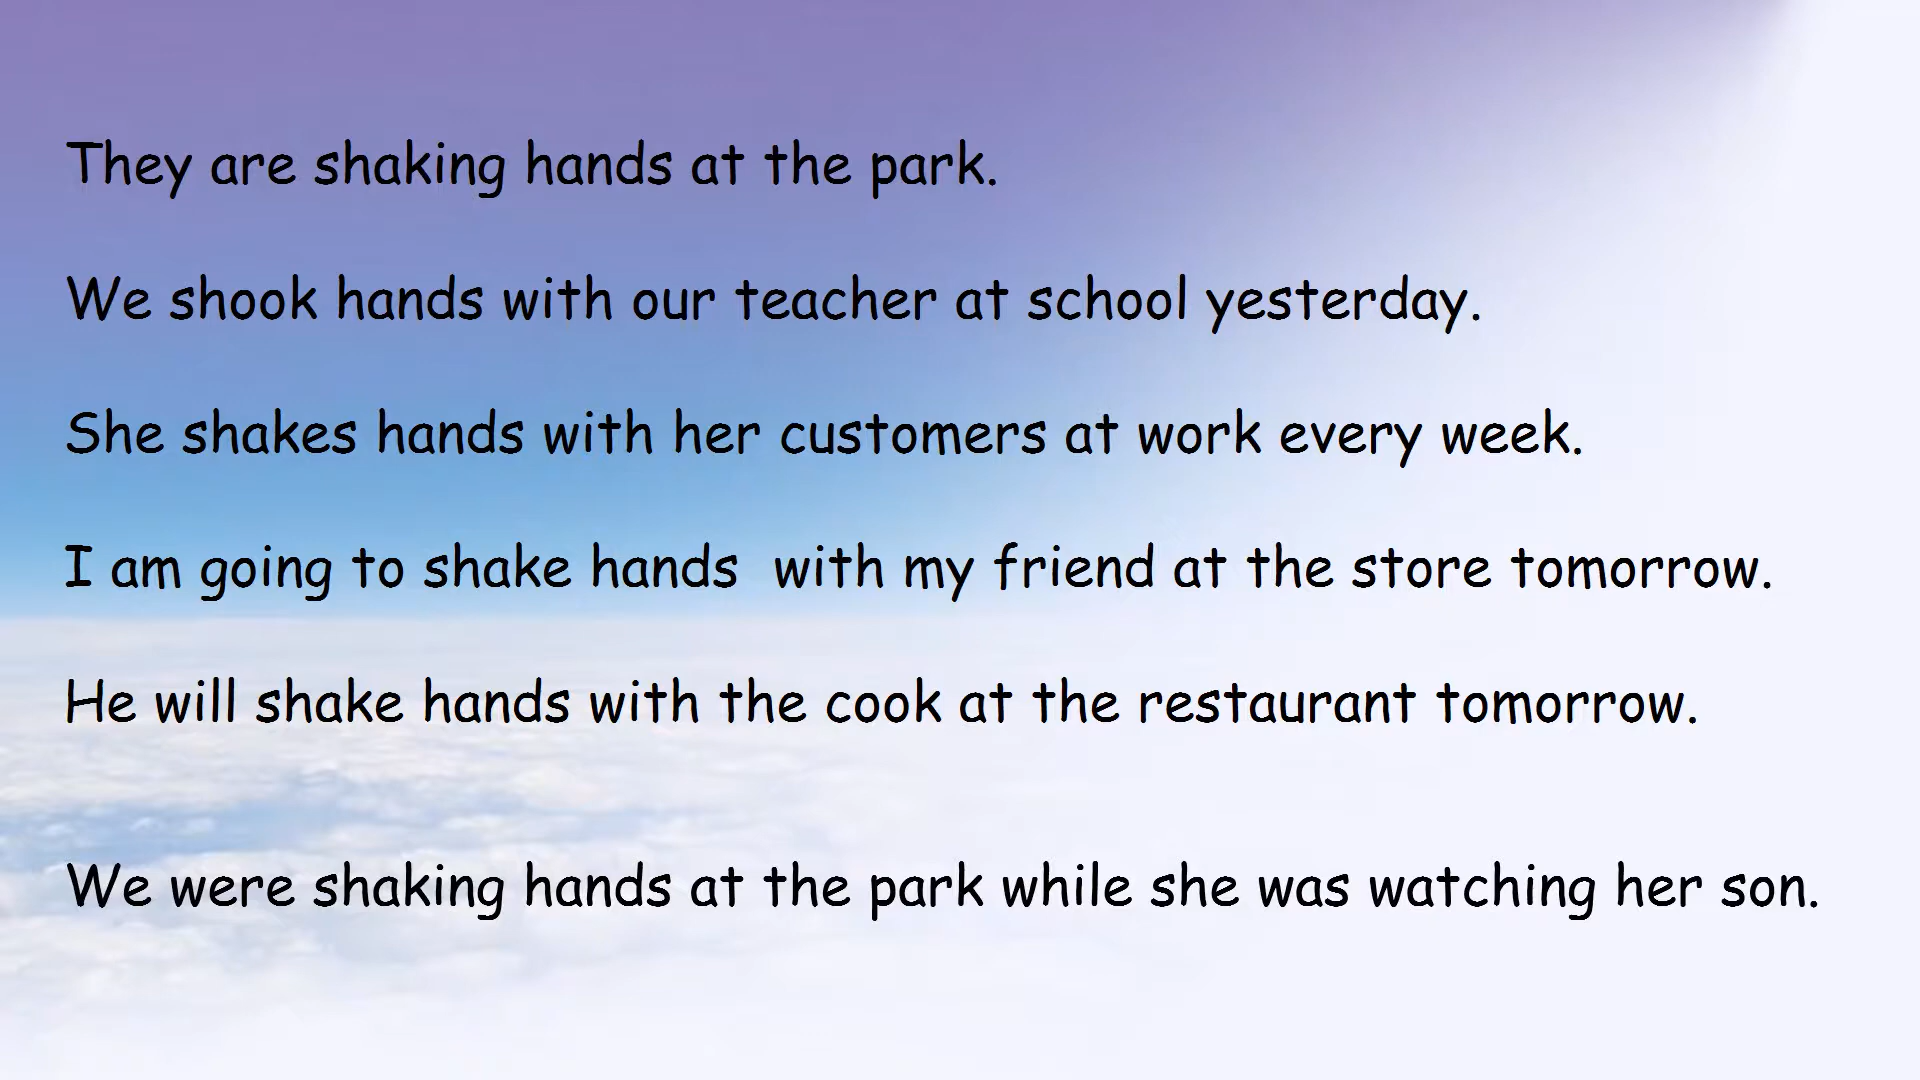 They are shaking hands at the park.
We shook hands with our teacher at school yesterday.
She shakes hands with her customers at work every week.
I am going to shake hands  with my friend at the store tomorrow.
He will shake hands with the cook at the restaurant tomorrow.
We were shaking hands at the park while she was watching her son.